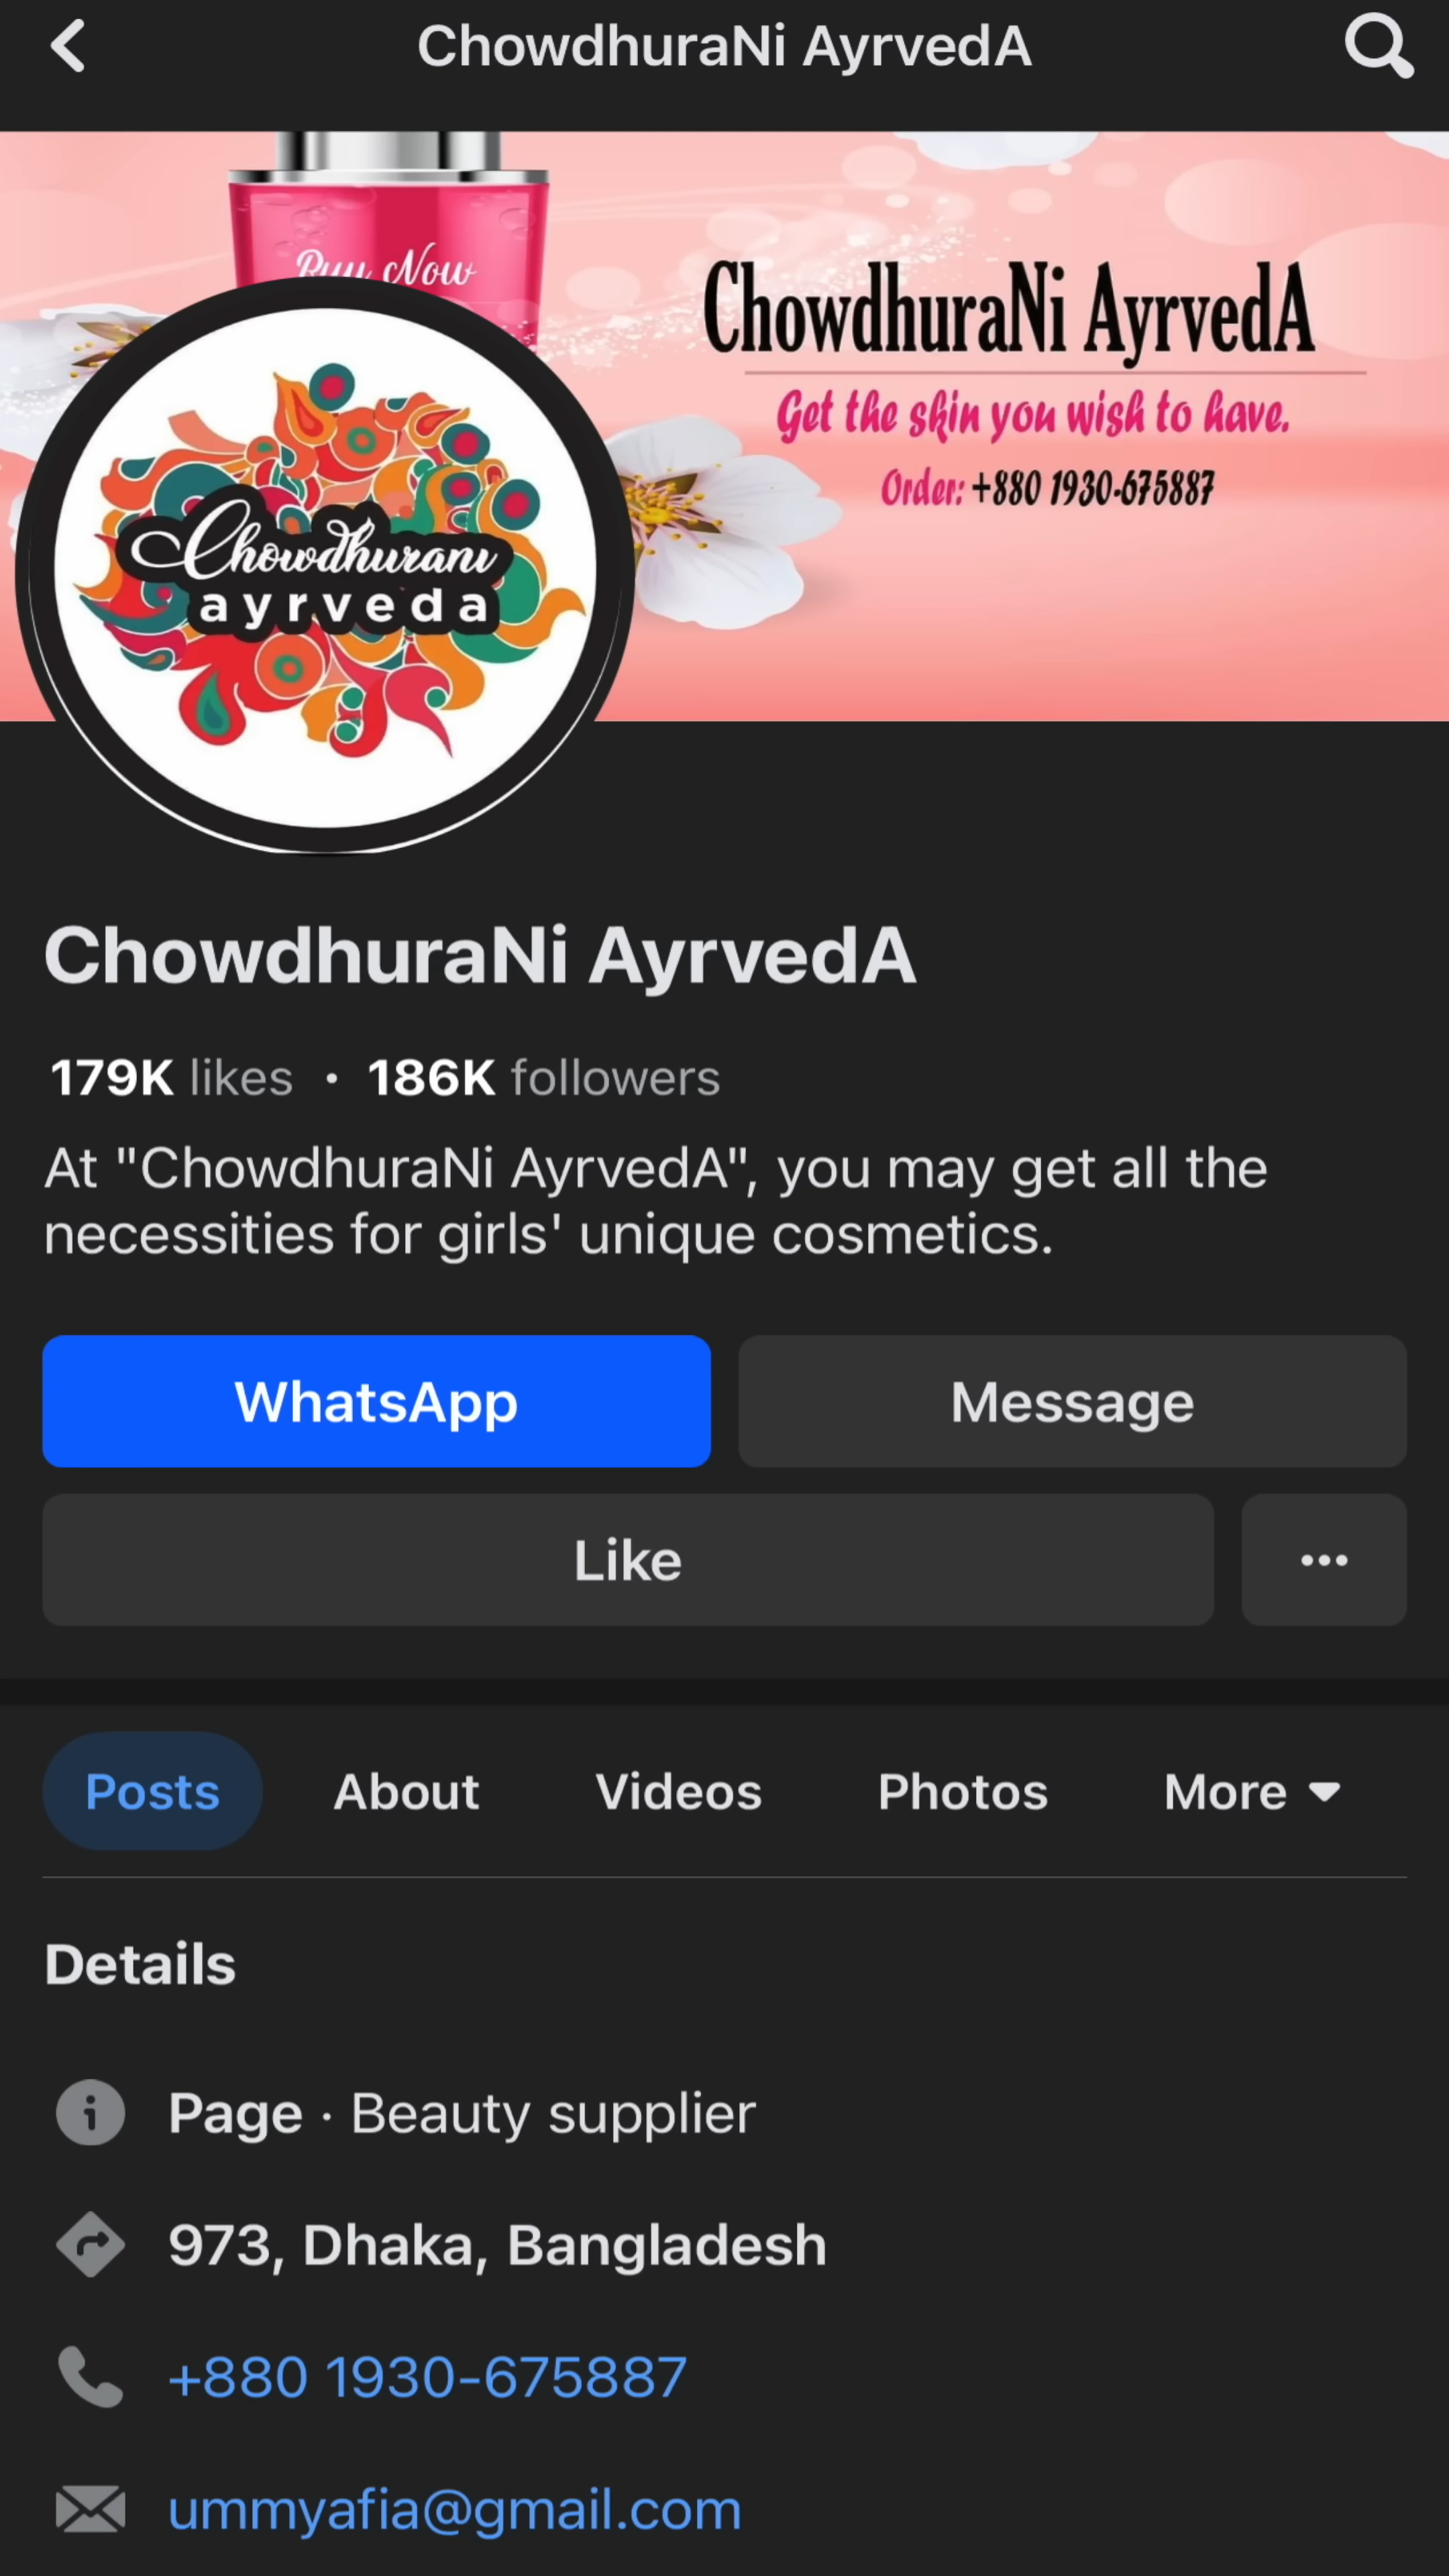 ChowdhuraNi AyrvedA
Buy Now
ChowdhuraNi AyrvedA
Get the skin you wish to have.
Order: +880 1930-675887
Chowdhurani
ayrveda
ChowdhuraNi AyrvedA
179K likes · 186K followers
At "ChowdhuraNi AyrvedA", you may get all the
necessities for girls' unique cosmetics.
WhatsApp
Message
Like
Posts
About
Videos
Photos
More
Details
Page · Beauty supplier
973, Dhaka, Bangladesh
+880 1930-675887
ummyafia@gmail.com